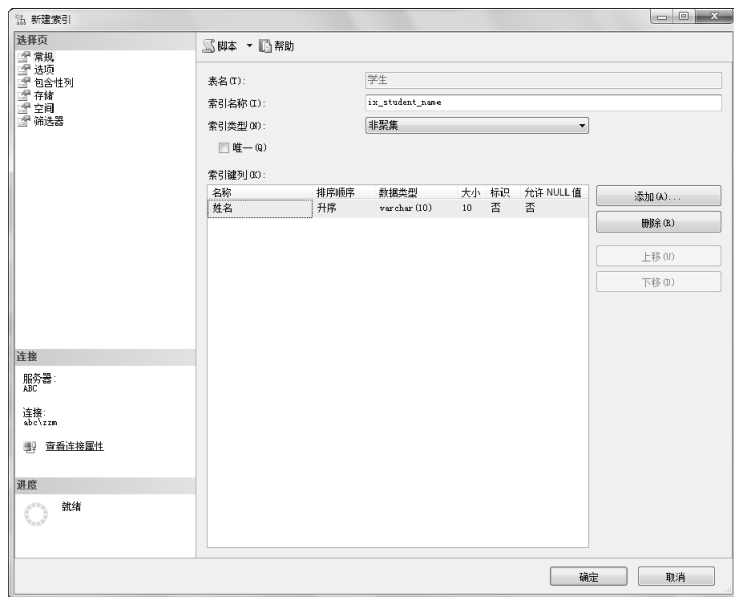 新建索引
选择页
常规
选项
包含性列
存储
空间
筛选器
脚本 帮助
表名(T): 学生
索引名称(I): ix_student_name
索引类型(N): 非聚集
唯一(Q)
索引键列(K):
名称 排序顺序 数据类型 大小 标识 允许 NULL 值
姓名 升序 varchar(10) 10 否 否
添加(A)...
删除(R)
上移(U)
下移(D)
连接
服务器:
ABC
连接:
abc\zzm
查看连接属性
进度
就绪
确定 取消